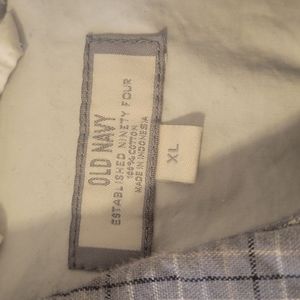 OLD NAVY
ESTABLISHED NINETY FOUR
100% COTTON
MADE IN INDONESIA
XL